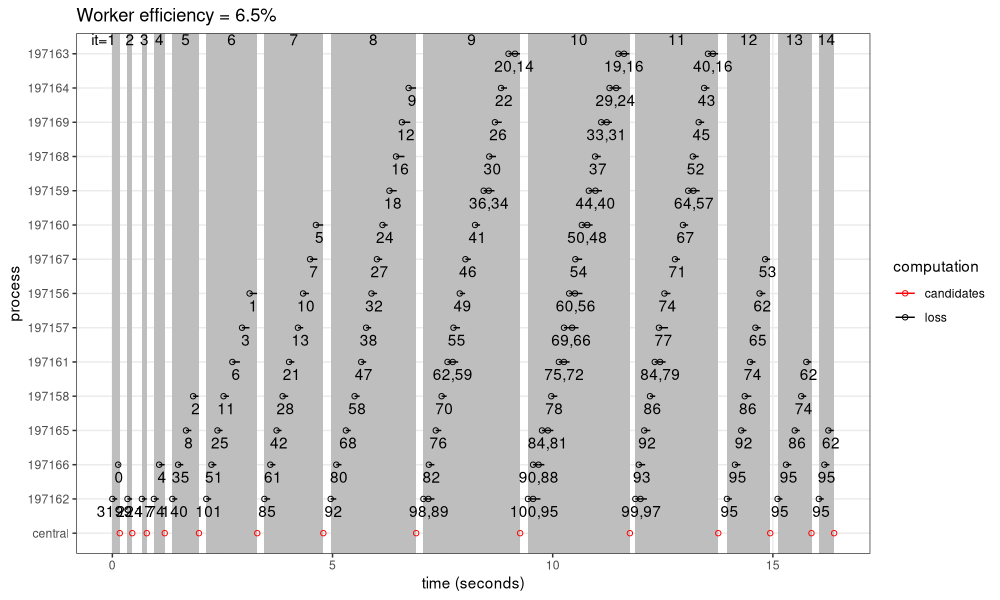 Worker efficiency = 6.5%
it=1 2 3 4 5 6 7 8 9 10 11 12 13 14
197163 20,14 19,16 40,16
197164 9 22 29,24 43
197169 12 26 33,31 45
197168 16 30 37 52
197159 18 36,34 44,40 64,57
197160 5 24 41 50,48 67
197167 7 27 46 54 71 53
197156 1 10 32 49 60,56 74 62
197157 3 13 38 55 69,66 77 65
197161 6 21 47 62,59 75,72 84,79 74 62
197158 2 11 28 58 70 78 86 86 74
197165 8 25 42 68 76 84,81 92 92 86 62
197166 0 4 35 51 61 80 82 90,88 93 95 95 95
197162 101 85 92 98,89 100,95 99,97 95 95 95
central
0 5 10 15
time (seconds)
process
computation
candidates
loss